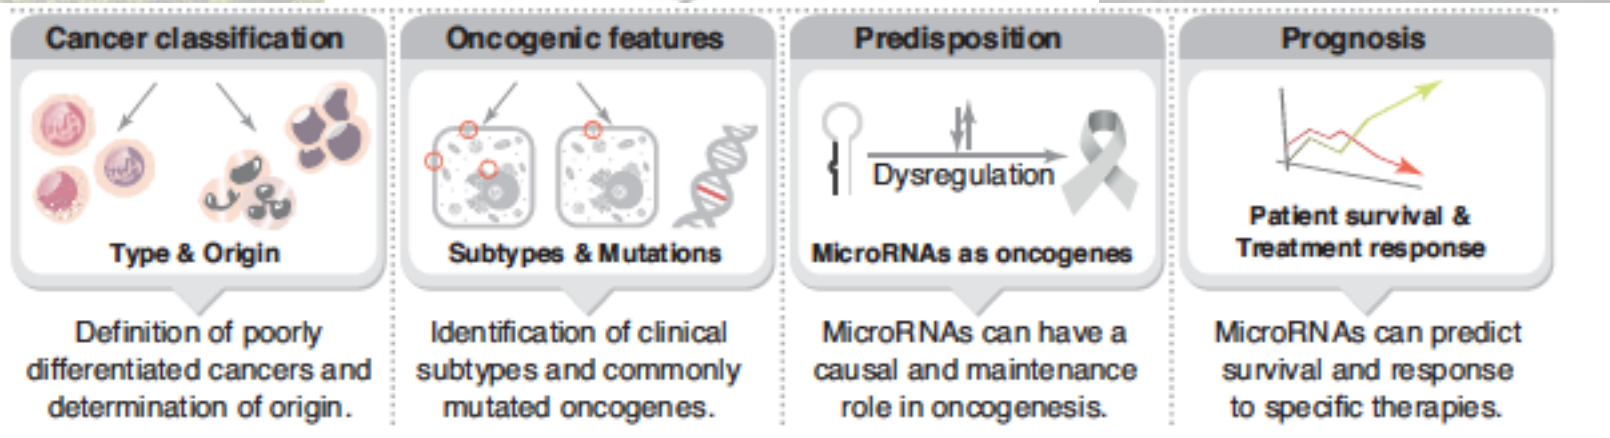 Cancer classification
Type & Origin
Definition of poorly
differentiated cancers and
determination of origin.
Oncogenic features
Subtypes & Mutations
Identification of clinical
subtypes and commonly
mutated oncogenes.
Predisposition
Dysregulation
MicroRNAs as oncogenes
MicroRNAs can have a
causal and maintenance
role in oncogenesis.
Prognosis
Patient survival &
Treatment response
MicroRNAs can predict
survival and response
to specific therapies.